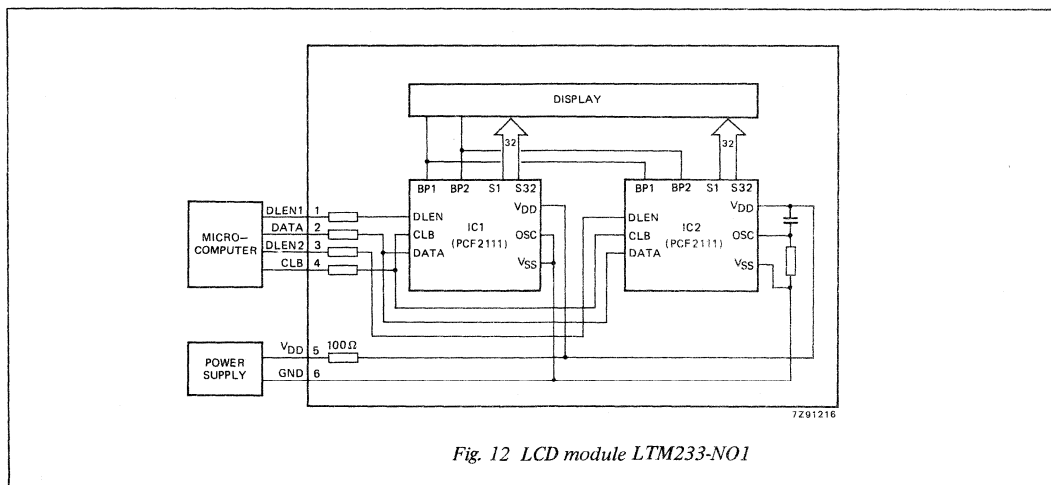 DISPLAY
32
32
BP1 BP2 S1 S32
BP1 BP2 S1 S32
DLEN
CLB
DATA
IC1
(PCF2111)
VDD
OSC
VSS
DLEN
CLB
DATA
IC2
(PCF2111)
VDD
OSC
VSS
MICRO—
COMPUTER
DLEN1 1
DATA 2
DLEN2 3
CLB 4
POWER
SUPPLY
VDD 5 100Ω
GND 6
7Z91216
Fig. 12 LCD module LTM233-NO1